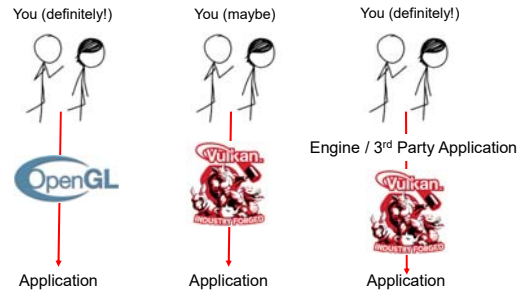 You (definitely!)
You (maybe)
You (definitely!)
Engine / 3rd Party Application
OpenGL
Vulkan.
INDUSTRY FORGED
Vulkan.
INDUSTRY FORGED
Application
Application
Application